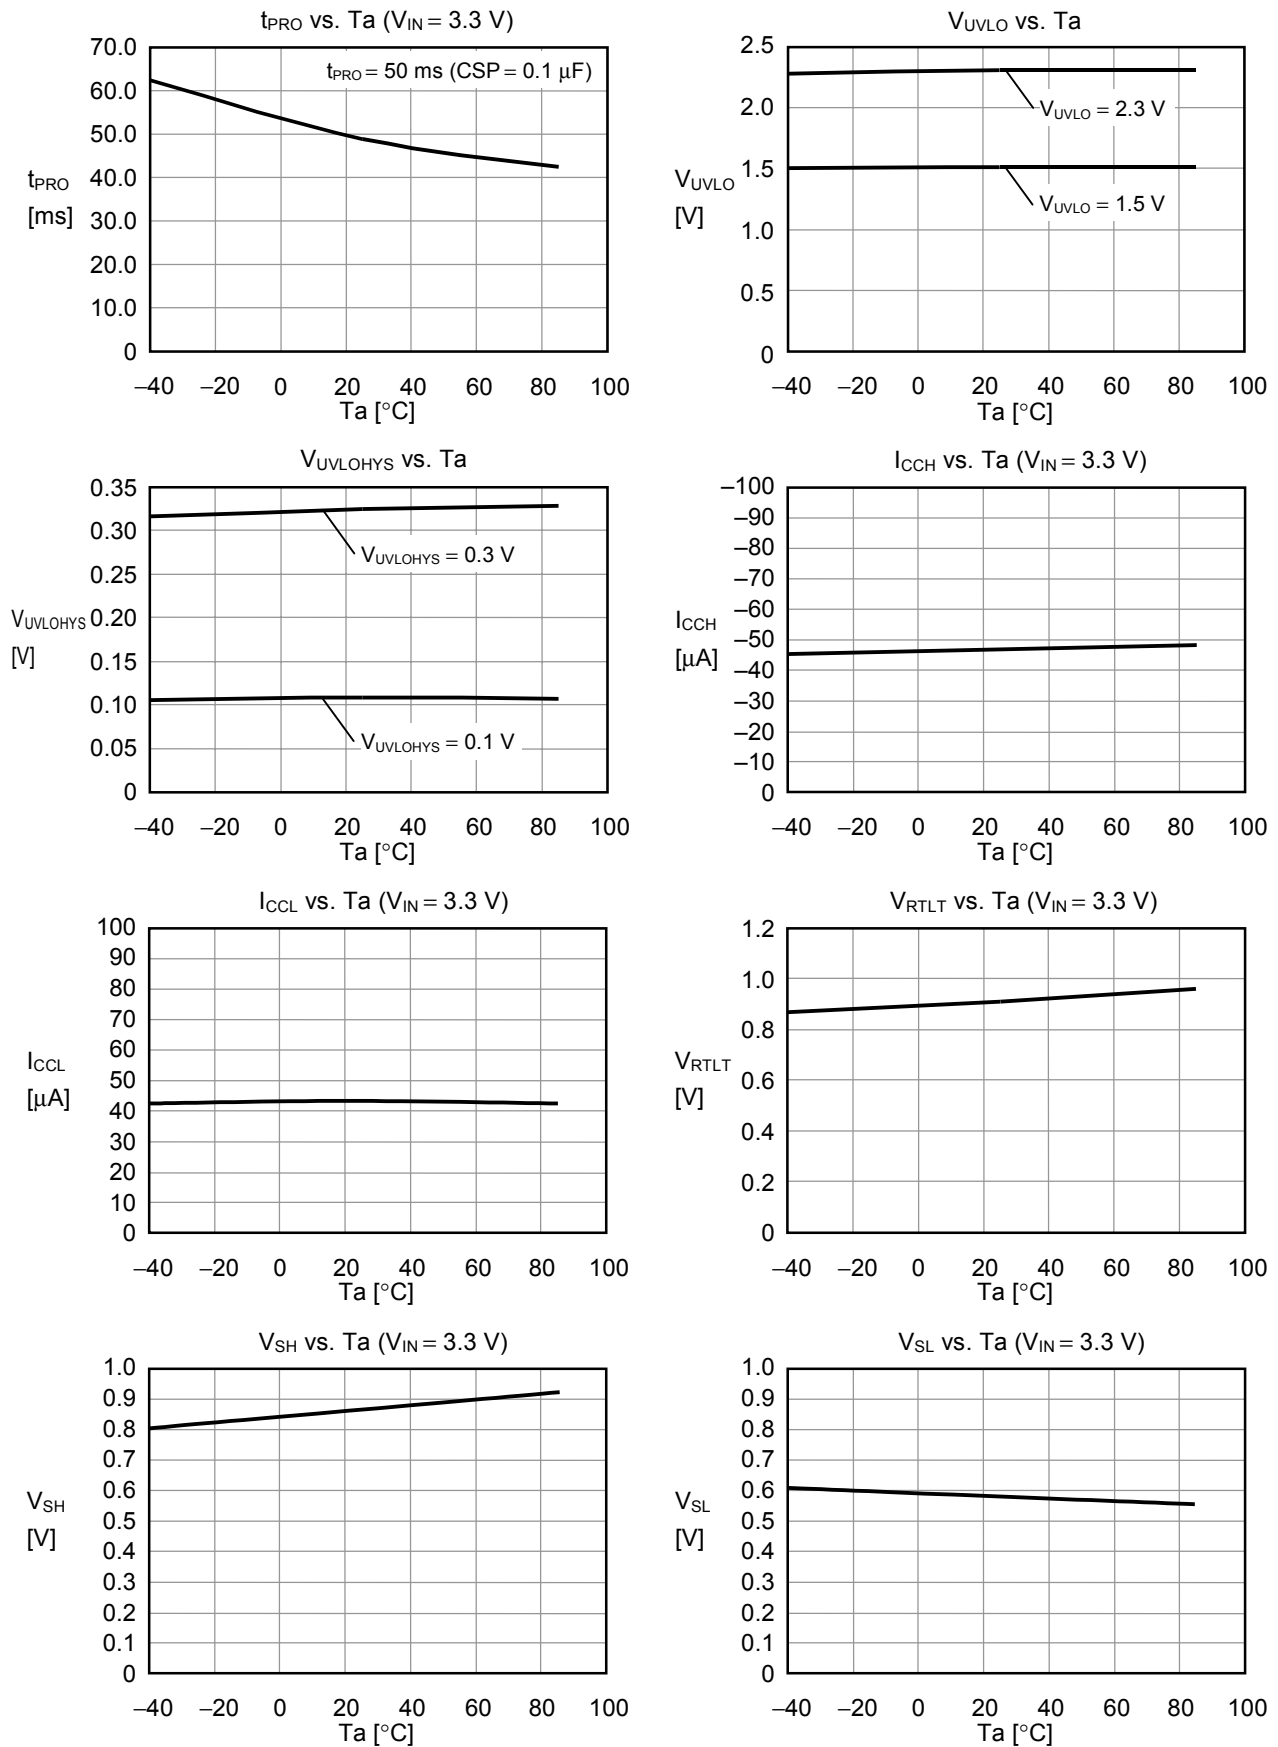 tPRO vs. Ta (VIN = 3.3 V)
70.0
60.0
50.0
40.0
30.0
20.0
10.0
0
tPRO
[ms]
tPRO = 50 ms (CSP = 0.1 μF)
−40 −20 0 20 40 60 80 100
Ta [°C]
VUVLO vs. Ta
2.5
2.0
1.5
1.0
0.5
0
VUVLO
[V]
VUVLO = 2.3 V
VUVLO = 1.5 V
−40 −20 0 20 40 60 80 100
Ta [°C]
VUVLOHYS vs. Ta
0.35
0.30
0.25
0.20
0.15
0.10
0.05
0
VUVLOHYS
[V]
VUVLOHYS = 0.3 V
VUVLOHYS = 0.1 V
−40 −20 0 20 40 60 80 100
Ta [°C]
ICCH vs. Ta (VIN = 3.3 V)
−100
−90
−80
−70
−60
−50
−40
−30
−20
−10
0
ICCH
[μA]
−40 −20 0 20 40 60 80 100
Ta [°C]
ICCL vs. Ta (VIN = 3.3 V)
100
90
80
70
60
50
40
30
20
10
0
ICCL
[μA]
−40 −20 0 20 40 60 80 100
Ta [°C]
VRTLT vs. Ta (VIN = 3.3 V)
1.2
1.0
0.8
0.6
0.4
0.2
0
VRTLT
[V]
−40 −20 0 20 40 60 80 100
Ta [°C]
VSH vs. Ta (VIN = 3.3 V)
1.0
0.9
0.8
0.7
0.6
0.5
0.4
0.3
0.2
0.1
0
VSH
[V]
−40 −20 0 20 40 60 80 100
Ta [°C]
VSL vs. Ta (VIN = 3.3 V)
1.0
0.9
0.8
0.7
0.6
0.5
0.4
0.3
0.2
0.1
0
VSL
[V]
−40 −20 0 20 40 60 80 100
Ta [°C]